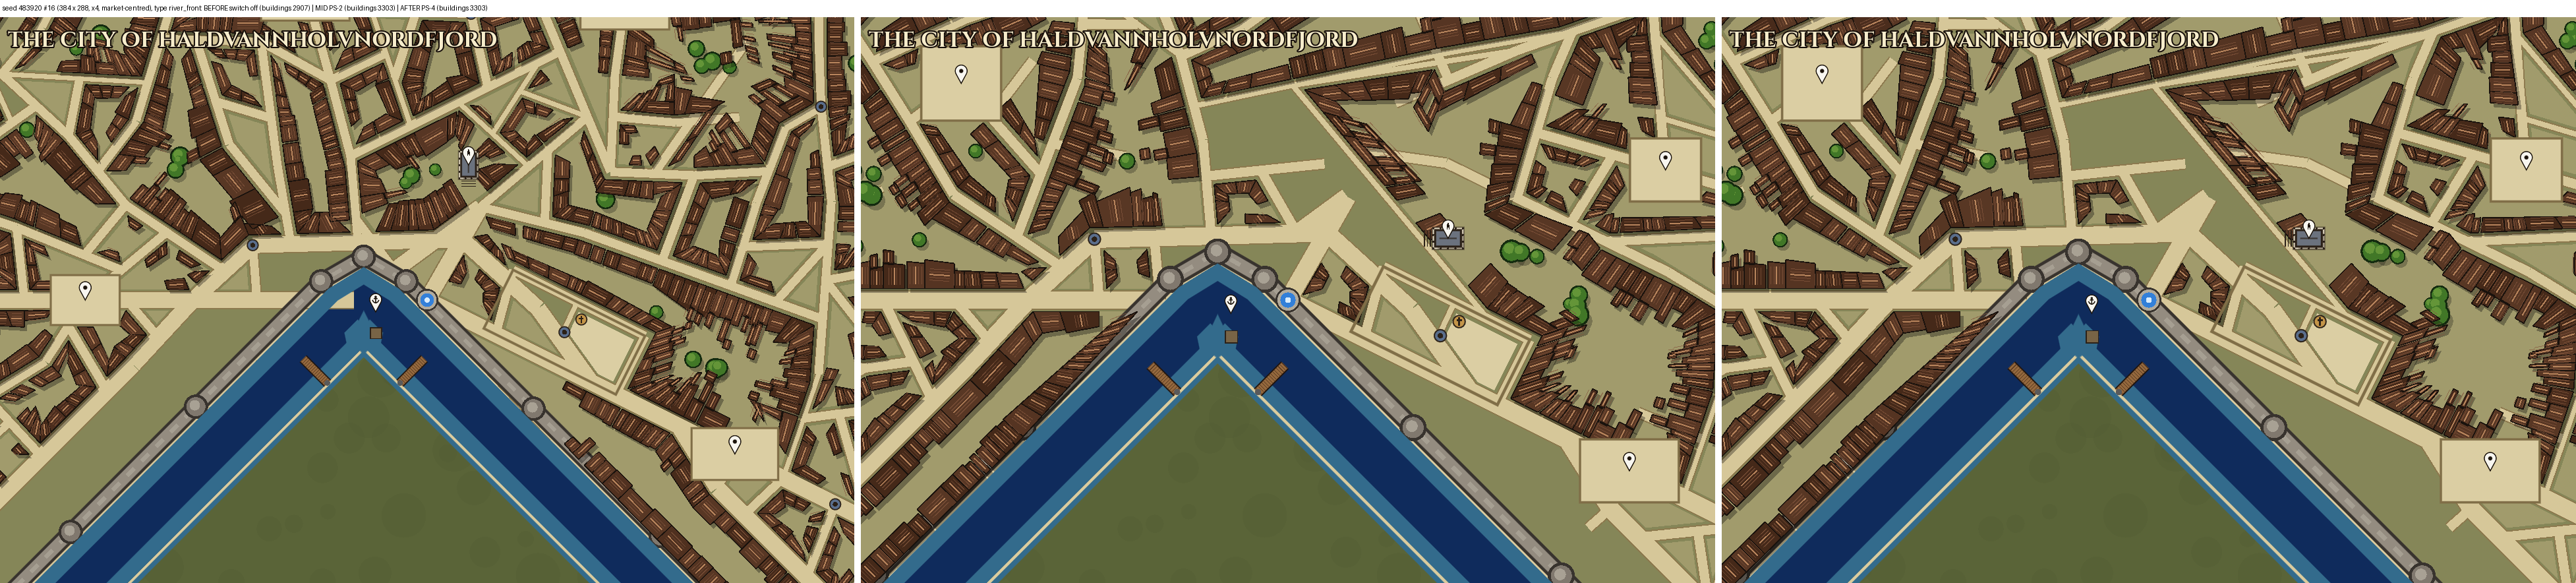 seed 483920 #16 (384 x 288, x4, market-centred), type river_front BEFORE switch off (buildings 2907) | MID PS-2 (buildings 3303) | AFTER PS-4 (buildings 3303)
THE CITY OF HALDVANNHOLVNORDFJORD
THE CITY OF HALDVANNHOLVNORDFJORD
THE CITY OF HALDVANNHOLVNORDFJORD